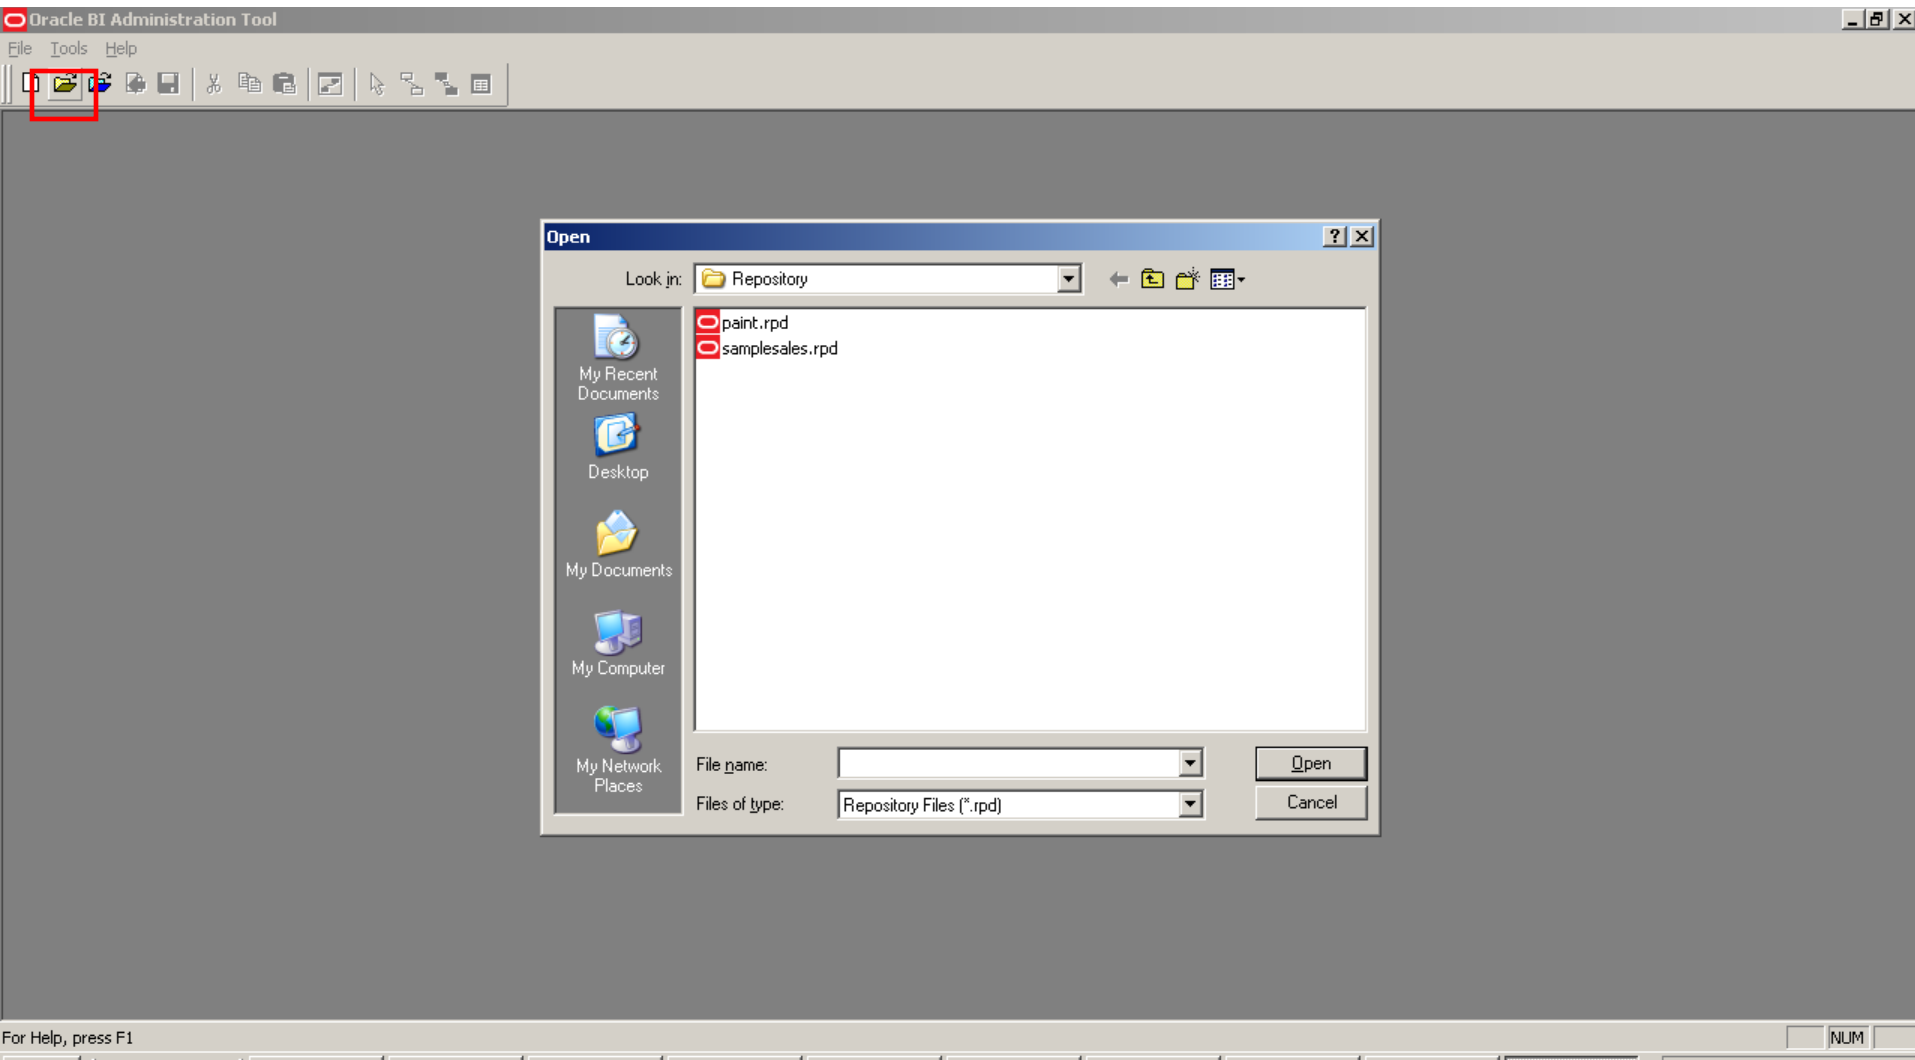 Oracle BI Administration Tool
File Tools Help
Open
Look in: Repository
paint.rpd
samplesales.rpd
My Recent
Documents
Desktop
My Documents
My Computer
My Network
Places
File name:
Open
Files of type: Repository Files (*.rpd)
Cancel
For Help, press F1
NUM